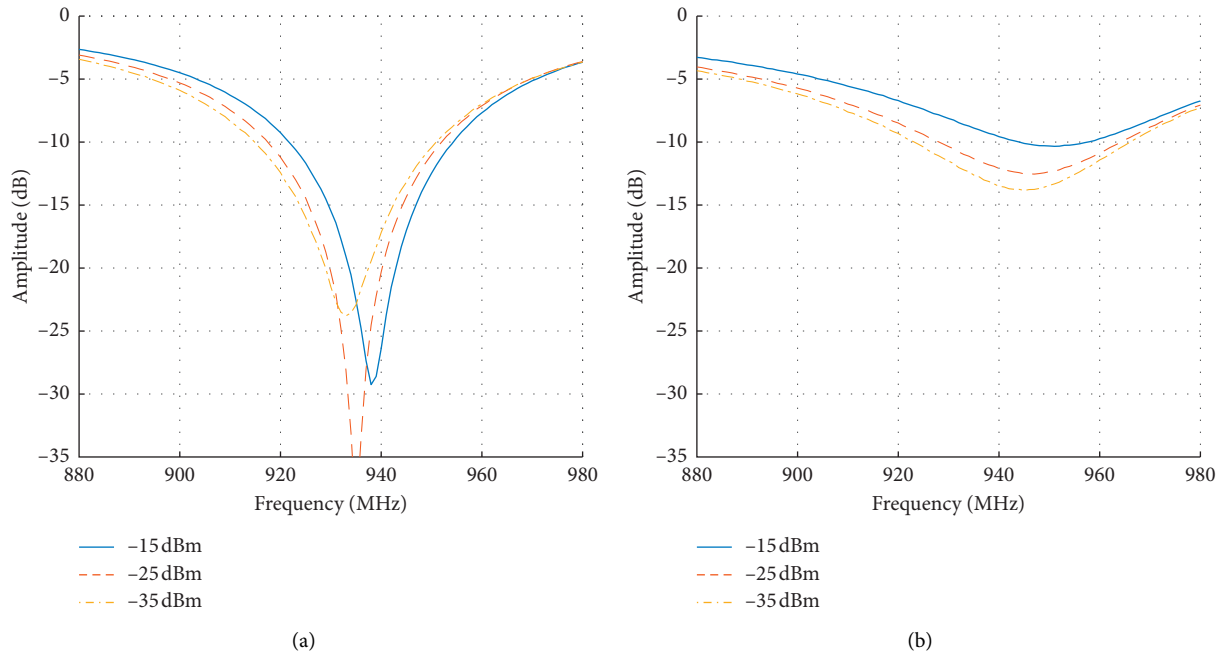 0
–5
–10
–15
–20
–25
–30
–35
Amplitude (dB)
880
900
920
940
960
980
Frequency (MHz)
–15 dBm
–25 dBm
–35 dBm
(a)
0
–5
–10
–15
–20
–25
–30
–35
Amplitude (dB)
880
900
920
940
960
980
Frequency (MHz)
–15 dBm
–25 dBm
–35 dBm
(b)